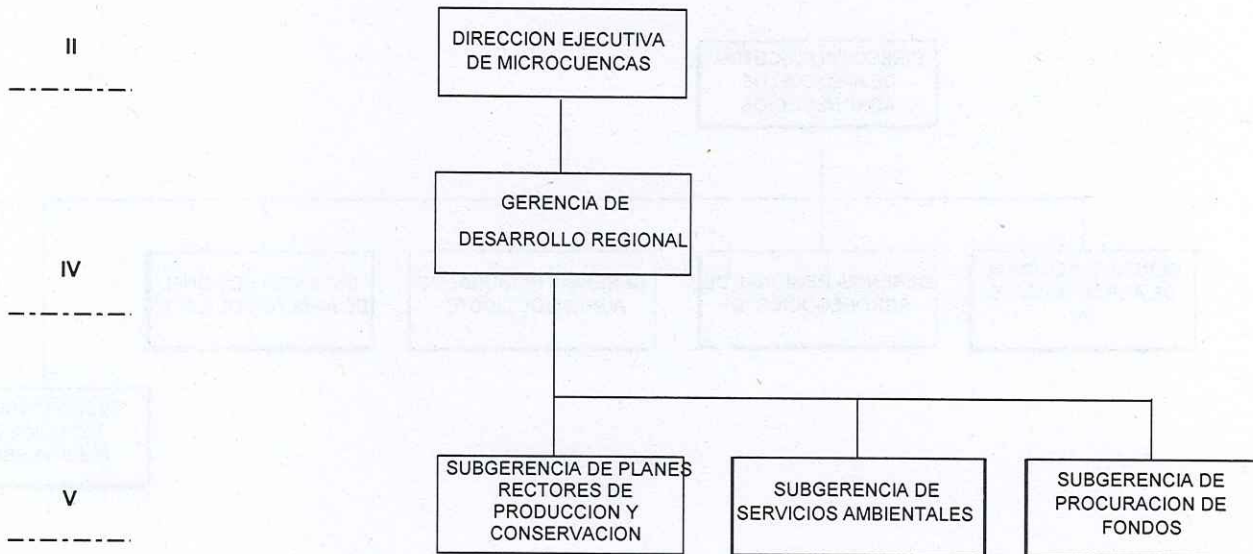 II
DIRECCION EJECUTIVA
DE MICROCUENCAS
GERENCIA DE
DESARROLLO REGIONAL
IV
SUBGERENCIA DE PLANES
RECTORES DE
PRODUCCION Y
CONSERVACION
SUBGERENCIA DE
SERVICIOS AMBIENTALES
SUBGERENCIA DE
PROCURACION DE
FONDOS
V